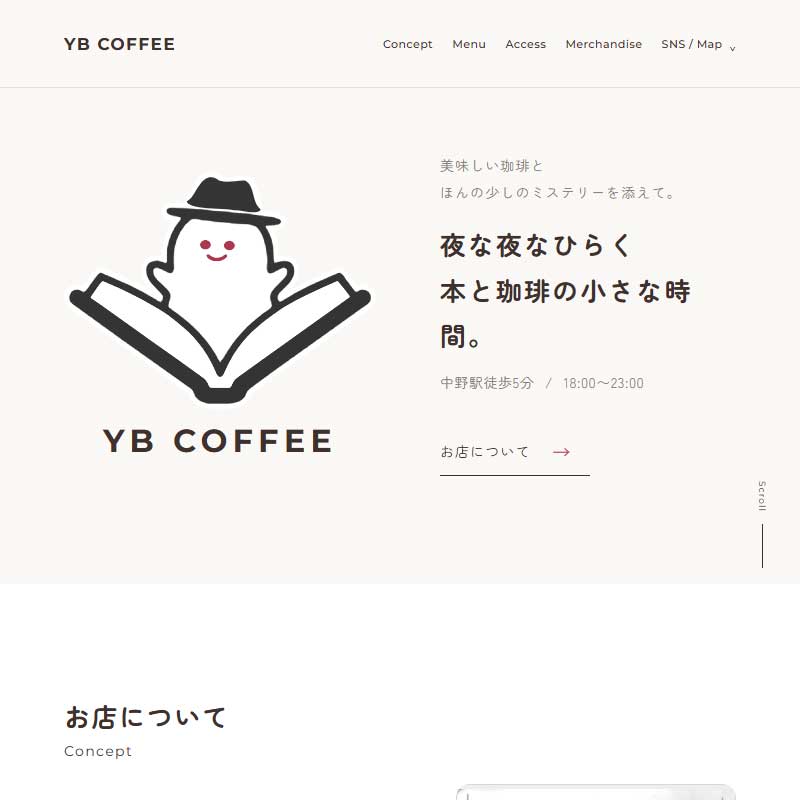 YB COFFEE
Concept Menu Access Merchandise SNS / Map
美味しい珈琲と
ほんの少しのミステリーを添えて。
夜な夜なひらく
本と珈琲の小さな時
間。
中野駅徒歩5分 / 18:00〜23:00
お店について →
YB COFFEE
Scroll
お店について
Concept